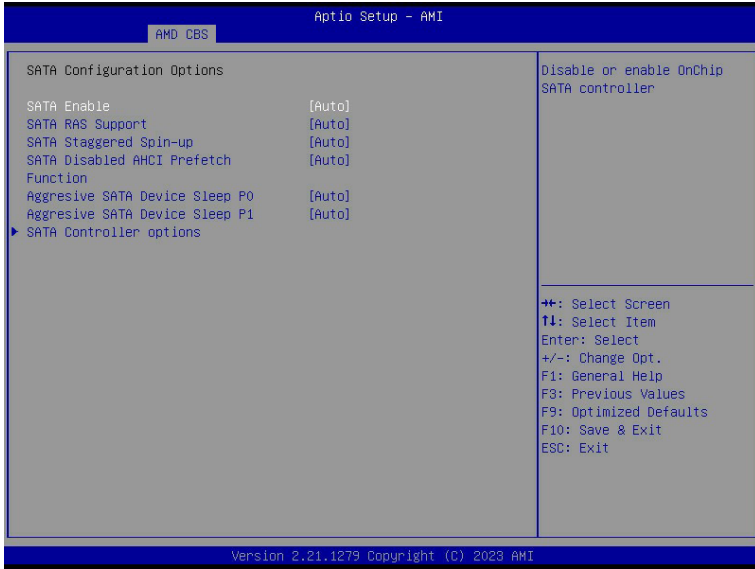 Aptio Setup – AMI
AMD CBS
SATA Configuration Options
SATA Enable [Auto]
SATA RAS Support [Auto]
SATA Staggered Spin-up [Auto]
SATA Disabled AHCI Prefetch [Auto]
Function
Aggresive SATA Device Sleep P0 [Auto]
Aggresive SATA Device Sleep P1 [Auto]
▶ SATA Controller options
Disable or enable OnChip
SATA controller
→←: Select Screen
↑↓: Select Item
Enter: Select
+/-: Change Opt.
F1: General Help
F3: Previous Values
F9: Optimized Defaults
F10: Save & Exit
ESC: Exit
Version 2.21.1279 Copyright (C) 2023 AMI